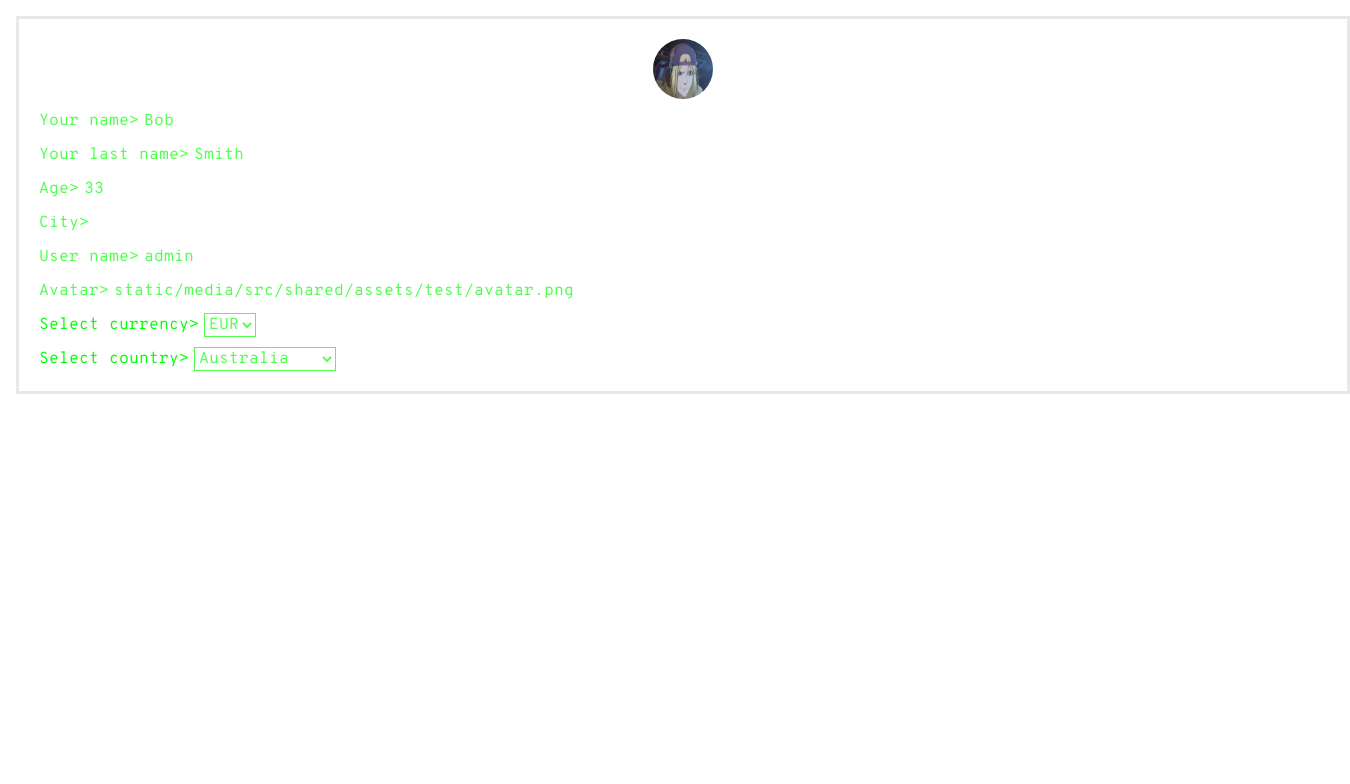 Your name> Bob
Your last name> Smith
Age> 33
City>
User name> admin
Avatar> static/media/src/shared/assets/test/avatar.png
Select currency> EUR
Select country> Australia